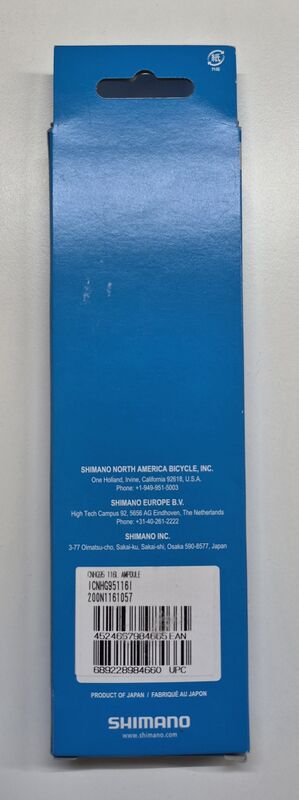 紙
SHIMANO NORTH AMERICA BICYCLE, INC.
One Holland, Irvine, California 92618, U.S.A.
Phone: +1-949-951-5003
SHIMANO EUROPE B.V.
High Tech Campus 92, 5656 AG Eindhoven, The Netherlands
Phone: +31-40-261-2222
SHIMANO INC.
3-77 Oimatsu-cho, Sakai-ku, Sakai-shi, Osaka 590-8577, Japan
CNHG95 116L AMPOULE
ICNHG95116I
200N1161057
4524667984665 EAN
689228984660 UPC
PRODUCT OF JAPAN / FABRIQUÉ AU JAPON
SHIMANO
www.shimano.com